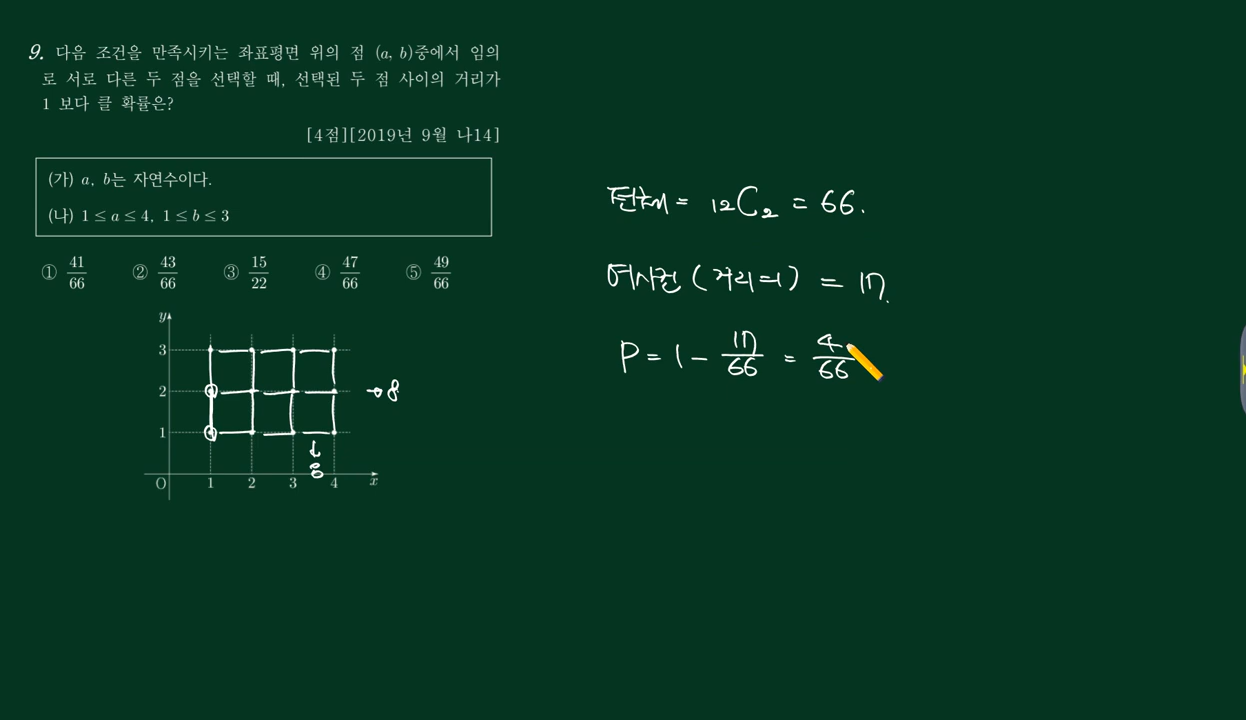 9. 다음 조건을 만족시키는 좌표평면 위의 점 (a, b)중에서 임의
로 서로 다른 두 점을 선택할 때, 선택된 두 점 사이의 거리가
1 보다 클 확률은?
[4점][2019년 9월 나14]
(가) a, b는 자연수이다.
(나) 1 ≤ a ≤ 4, 1 ≤ b ≤ 3
① 41/66 ② 43/66 ③ 15/22 ④ 47/66 ⑤ 49/66
y
3
2
1
O 1 2 3 4 x
→8
↓
8
전체 = ₁₂C₂ = 66.
여사건 (거리=1) = 17.
P = 1 - 17/66 = 4/66